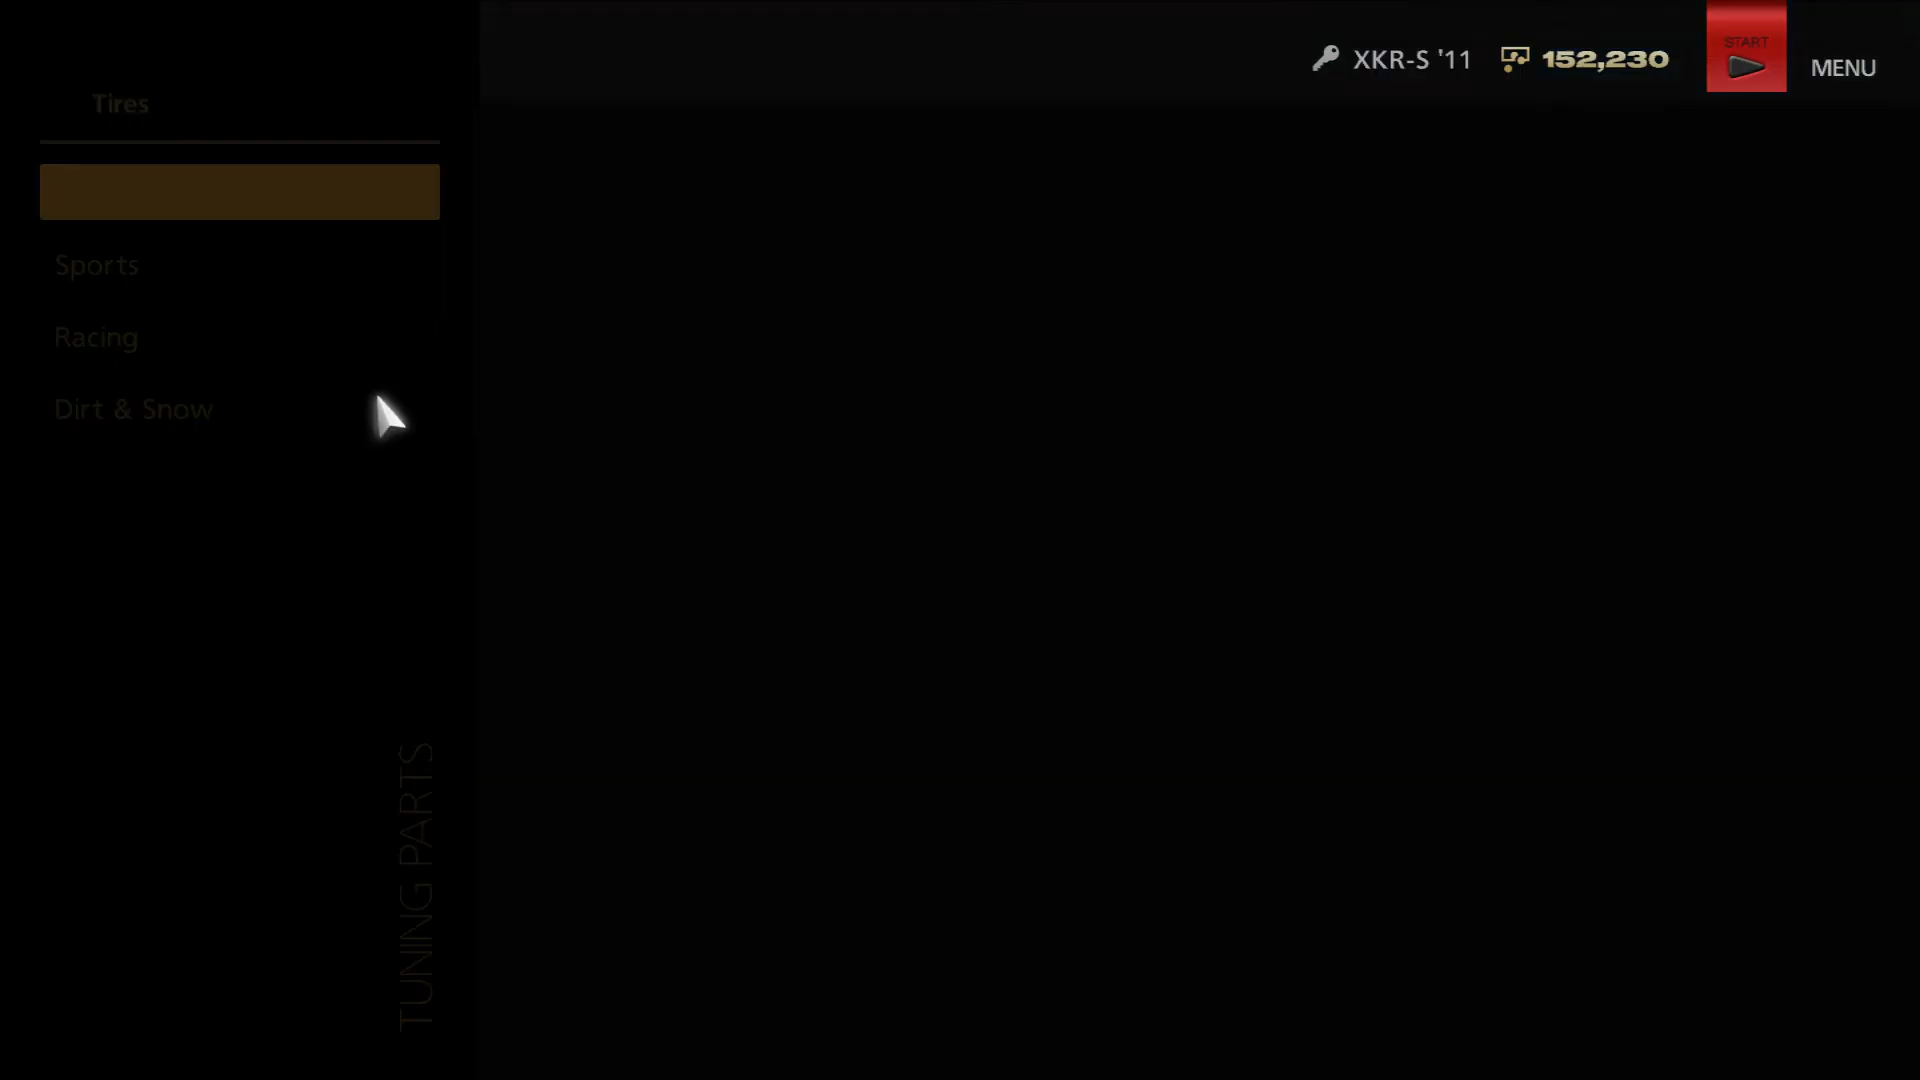 XKR-S '11
152,230
START
MENU
Tires
Sports
Racing
Dirt & Snow
TUNING PARTS